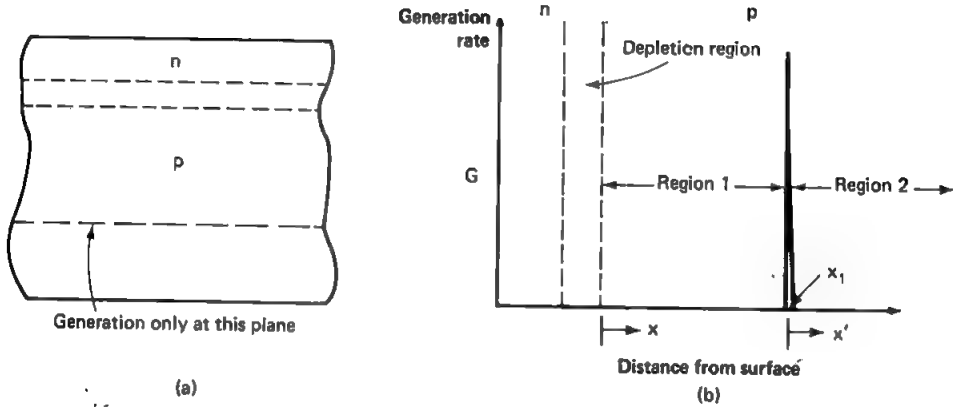 n
p
Generation only at this plane
(a)
Generation
rate
n
p
Depletion region
G
Region 1
Region 2
x₁
x
x'
Distance from surface
(b)